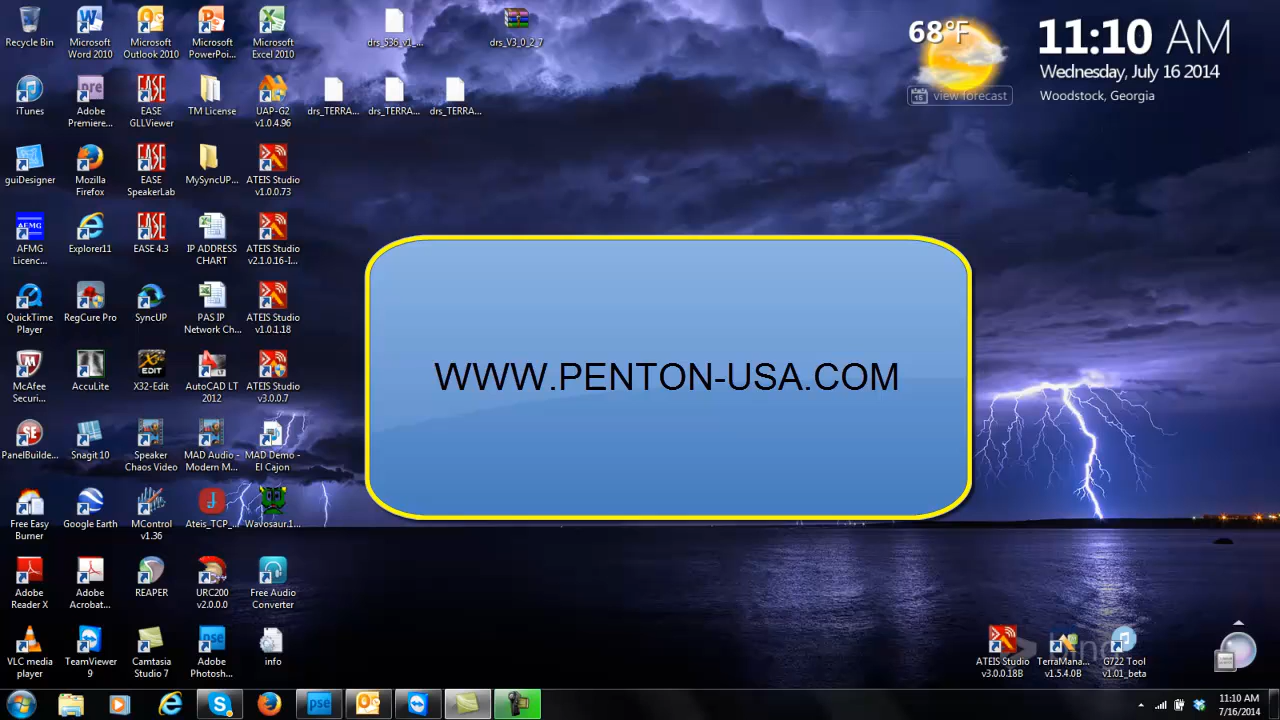 Recycle Bin
Microsoft
Word 2010
Microsoft
Outlook 2010
Microsoft
PowerPoi...
Microsoft
Excel 2010
drs_536_v1_...
drs_V3_0_2_7
68°F
view forecast
11:10 AM
Wednesday, July 16 2014
Woodstock, Georgia
iTunes
Adobe
Premiere...
EASE
GLLViewer
TM License
UAP-G2
v1.0.4.96
drs_TERRA...
drs_TERRA...
drs_TERRA...
guiDesigner
Mozilla
Firefox
EASE
SpeakerLab
MySyncUP...
ATEIS Studio
v1.0.0.73
AFMG
Licenc...
Explorer11
EASE 4.3
IP ADDRESS
CHART
ATEIS Studio
v2.1.0.16-I...
QuickTime
Player
RegCure Pro
SyncUP
PAS IP
Network Ch...
ATEIS Studio
v1.0.1.18
WWW.PENTON-USA.COM
McAfee
Securi...
AccuLite
X32-Edit
AutoCAD LT
2012
ATEIS Studio
v3.0.0.7
PanelBuilde...
Snagit 10
Speaker
Chaos Video
MAD Audio -
Modern M...
MAD Demo -
El Cajon
Free Easy
Burner
Google Earth
MControl
v1.36
Ateis_TCP_...
Wavosaur.1...
Adobe
Reader X
Adobe
Acrobat...
REAPER
URC200
v2.0.0.0
Free Audio
Converter
VLC media
player
TeamViewer
9
Camtasia
Studio 7
Adobe
Photosh...
info
ATEIS Studio
v3.0.0.18B
TerraMana...
v1.5.4.0B
G722 Tool
v1.01_beta
bing
11:10 AM
7/16/2014